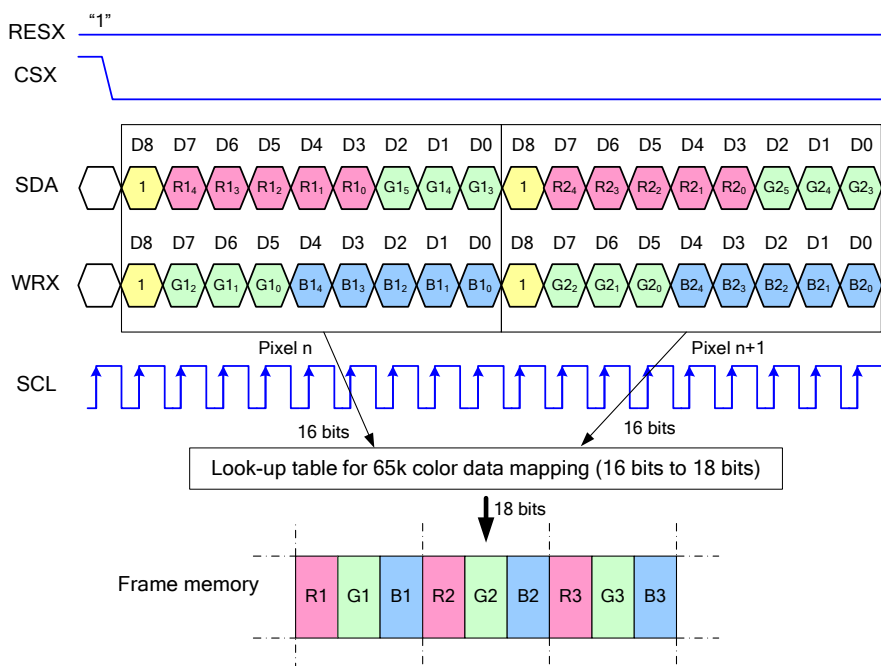 RESX "1"
CSX
D8 D7 D6 D5 D4 D3 D2 D1 D0 D8 D7 D6 D5 D4 D3 D2 D1 D0
SDA 1 R1₄ R1₃ R1₂ R1₁ R1₀ G1₅ G1₄ G1₃ 1 R2₄ R2₃ R2₂ R2₁ R2₀ G2₅ G2₄ G2₃
D8 D7 D6 D5 D4 D3 D2 D1 D0 D8 D7 D6 D5 D4 D3 D2 D1 D0
WRX 1 G1₂ G1₁ G1₀ B1₄ B1₃ B1₂ B1₁ B1₀ 1 G2₂ G2₁ G2₀ B2₄ B2₃ B2₂ B2₁ B2₀
Pixel n Pixel n+1
SCL
16 bits 16 bits
Look-up table for 65k color data mapping (16 bits to 18 bits)
18 bits
Frame memory R1 G1 B1 R2 G2 B2 R3 G3 B3